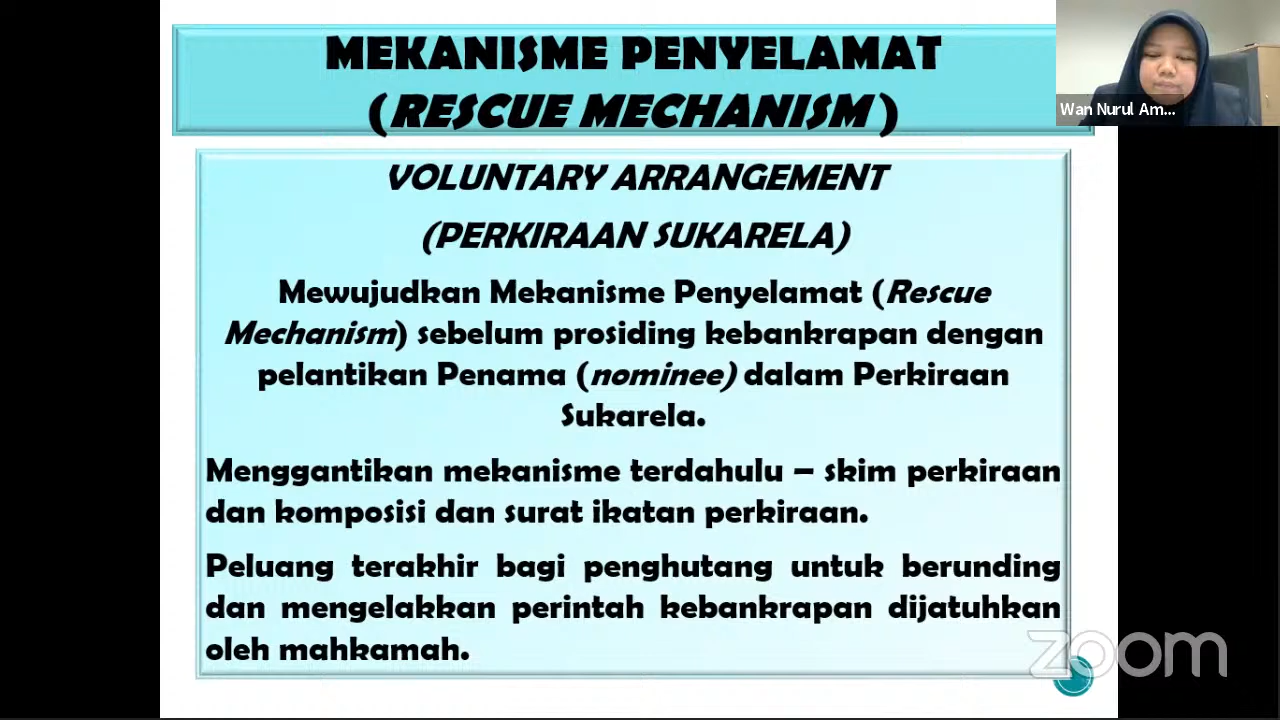 MEKANISME PENYELAMAT
(RESCUE MECHANISM)
Wan Nurul Am...
VOLUNTARY ARRANGEMENT
(PERKIRAAN SUKARELA)
Mewujudkan Mekanisme Penyelamat (Rescue
Mechanism) sebelum prosiding kebankrapan dengan
pelantikan Penama (nominee) dalam Perkiraan
Sukarela.
Menggantikan mekanisme terdahulu – skim perkiraan
dan komposisi dan surat ikatan perkiraan.
Peluang terakhir bagi penghutang untuk berunding
dan mengelakkan perintah kebankrapan dijatuhkan
oleh mahkamah.
zoom